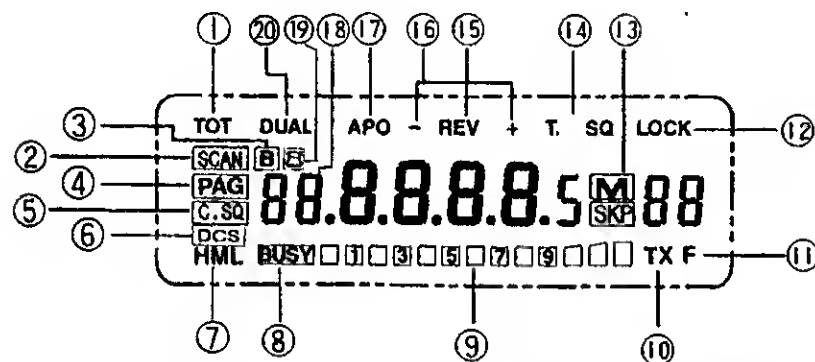 ① ⑳ ⑲ ⑱ ⑰ ⑯ ⑮ ⑭ ⑬
③ TOT DUAL APO - REV + T. SQ LOCK ⑫
② SCAN B
④ PAG 88.8.8.8.8.5 M 88
⑤ C.SQ SKP
⑥ DCS
HML BUSY 1 3 5 7 9 TX F ⑪
⑦ ⑧ ⑨ ⑩